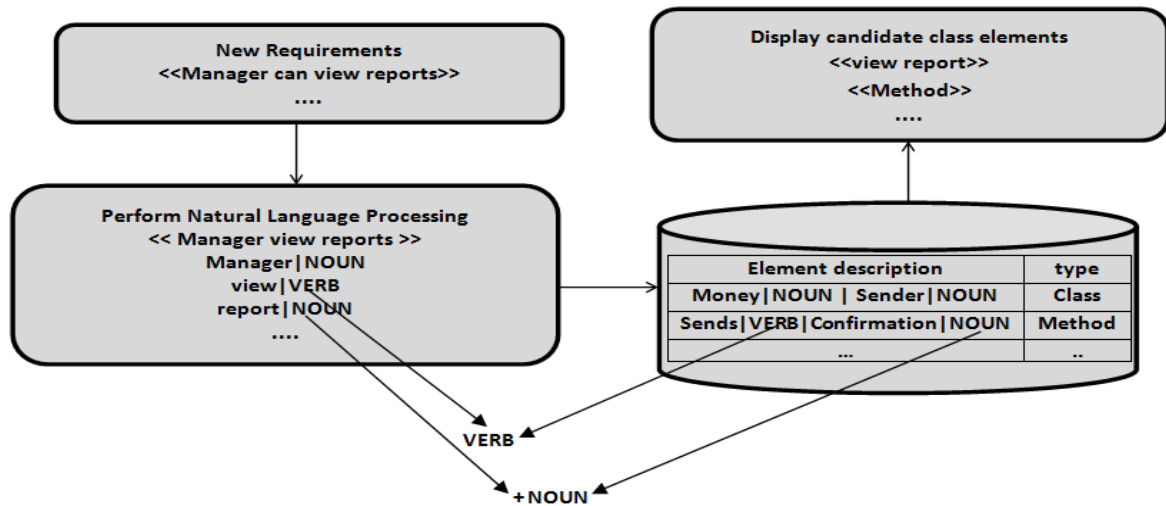 New Requirements
<<Manager can view reports>>
....
Display candidate class elements
<<view report>>
<<Method>>
....
Perform Natural Language Processing
<< Manager view reports >>
Manager|NOUN
view|VERB
report|NOUN
....
Element description type
Money|NOUN | Sender|NOUN Class
Sends|VERB|Confirmation|NOUN Method
... ..
VERB
+NOUN